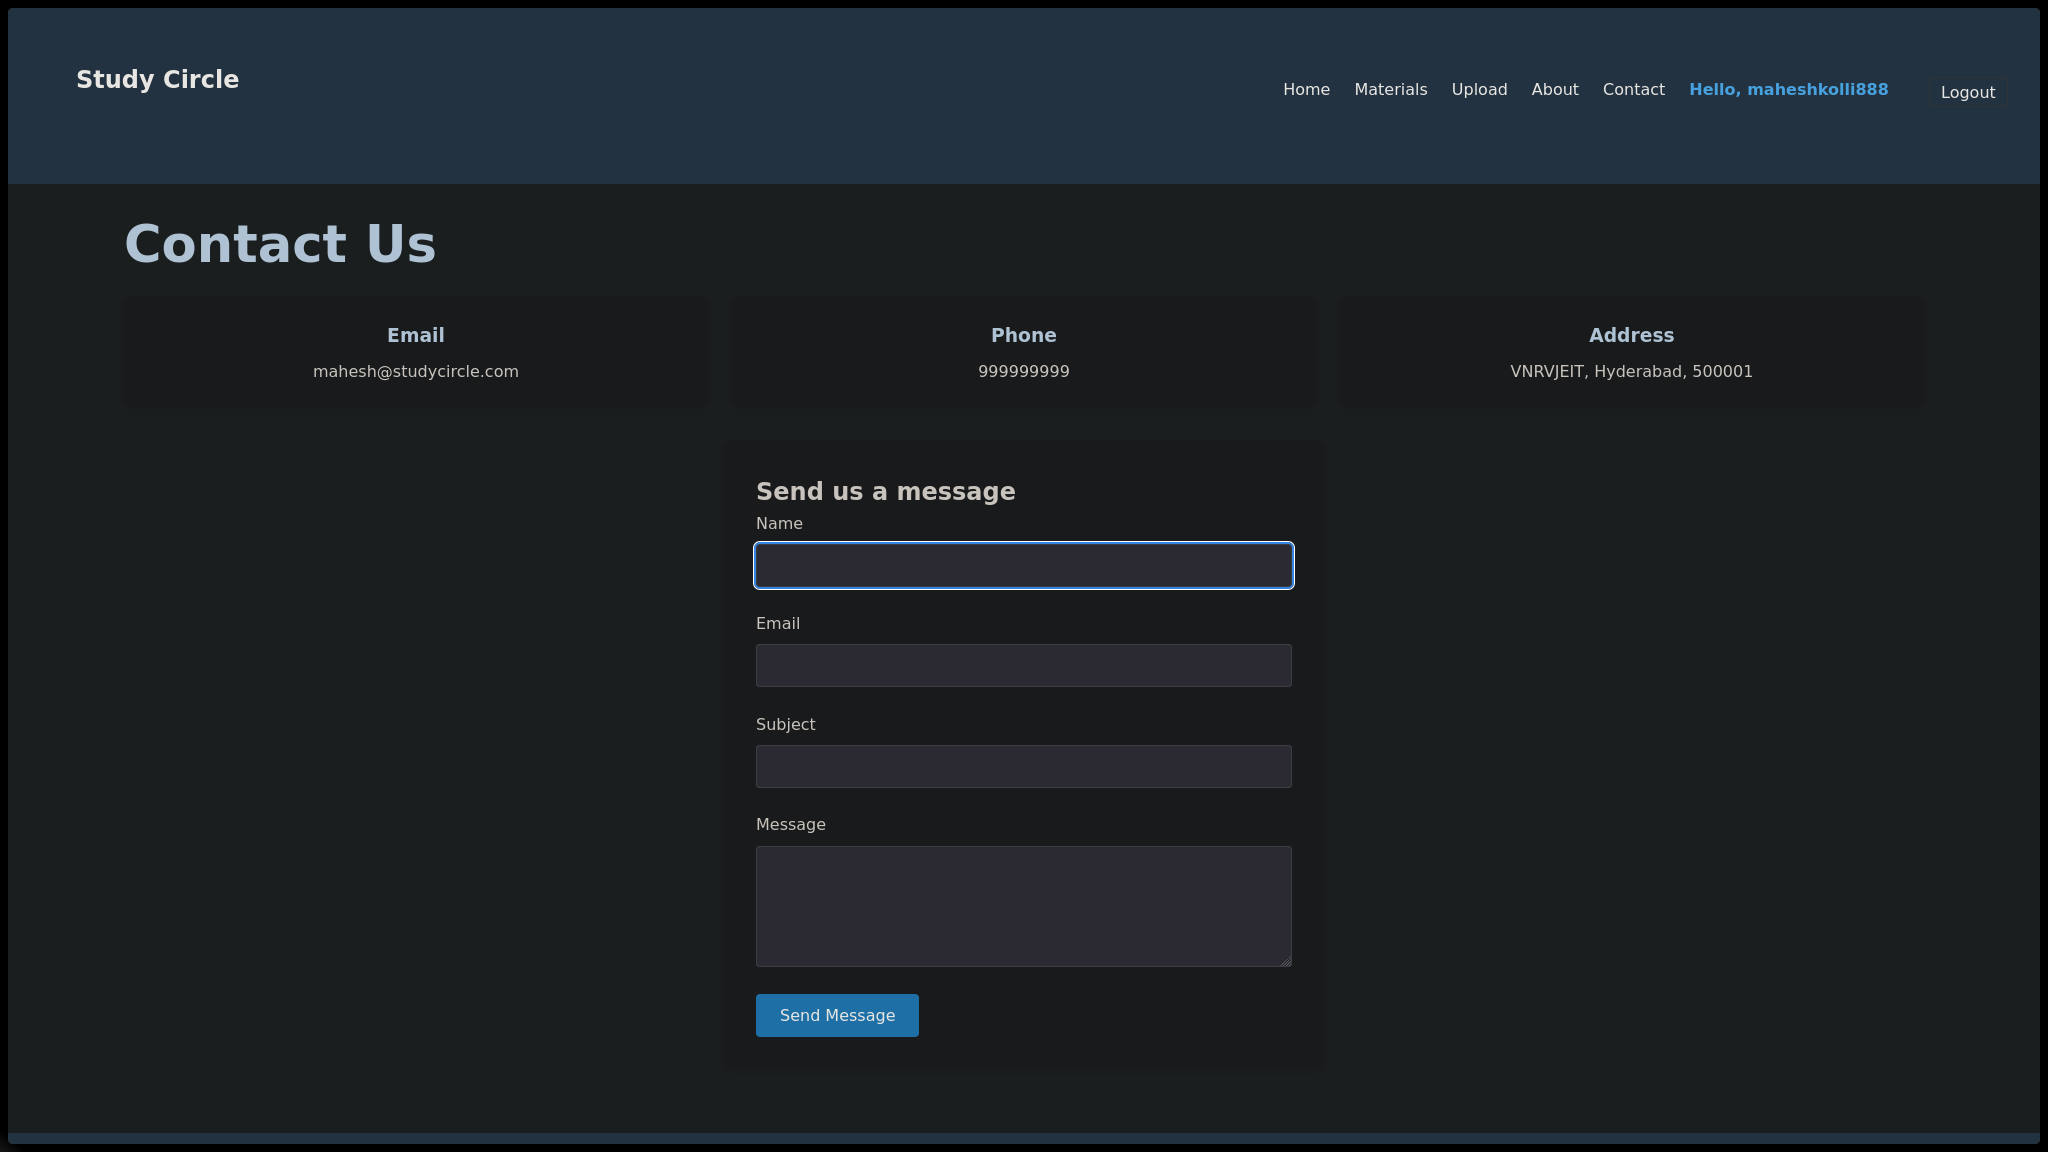 Study Circle
Home Materials Upload About Contact Hello, maheshkolli888 Logout
Contact Us
Email
mahesh@studycircle.com
Phone
999999999
Address
VNRVJEIT, Hyderabad, 500001
Send us a message
Name
Email
Subject
Message
Send Message